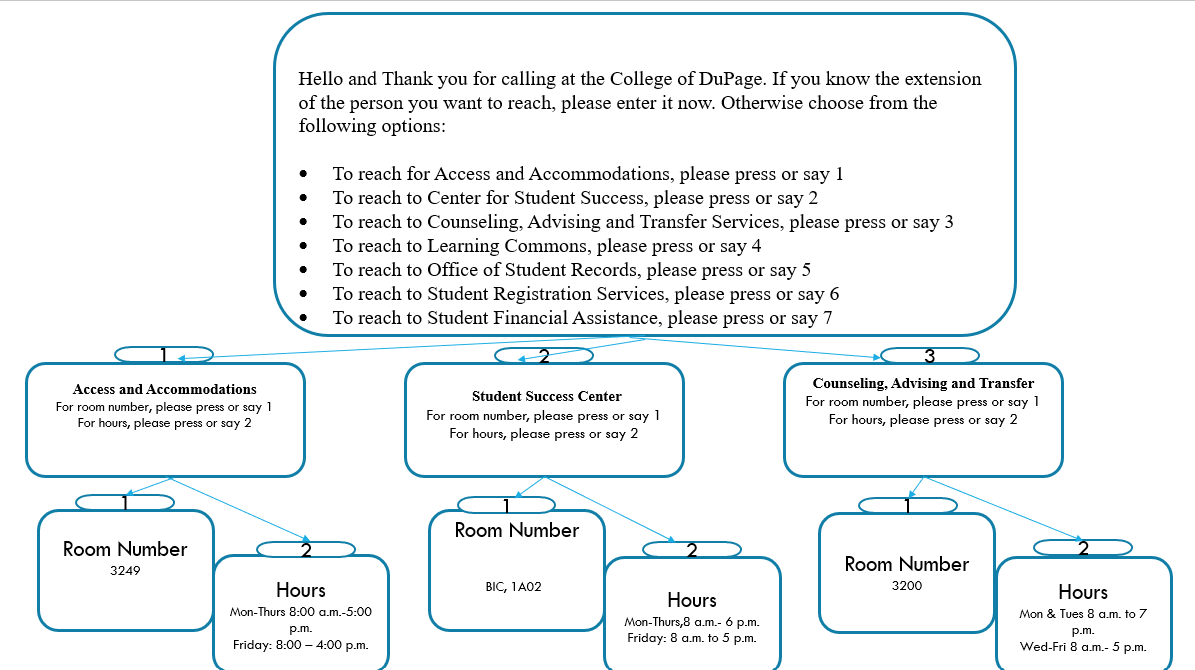 Hello and Thank you for calling at the College of DuPage. If you know the extension
of the person you want to reach, please enter it now. Otherwise choose from the
following options:
• To reach for Access and Accommodations, please press or say 1
• To reach to Center for Student Success, please press or say 2
• To reach to Counseling, Advising and Transfer Services, please press or say 3
• To reach to Learning Commons, please press or say 4
• To reach to Office of Student Records, please press or say 5
• To reach to Student Registration Services, please press or say 6
• To reach to Student Financial Assistance, please press or say 7
1
Access and Accommodations
For room number, please press or say 1
For hours, please press or say 2
2
Student Success Center
For room number, please press or say 1
For hours, please press or say 2
3
Counseling, Advising and Transfer
For room number, please press or say 1
For hours, please press or say 2
1
Room Number
3249
2
Hours
Mon-Thurs 8:00 a.m.-5:00
p.m.
Friday: 8:00 – 4:00 p.m.
1
Room Number
BIC, 1A02
2
Hours
Mon-Thurs,8 a.m.- 6 p.m.
Friday: 8 a.m. to 5 p.m.
1
Room Number
3200
2
Hours
Mon & Tues 8 a.m. to 7
p.m.
Wed-Fri 8 a.m.- 5 p.m.